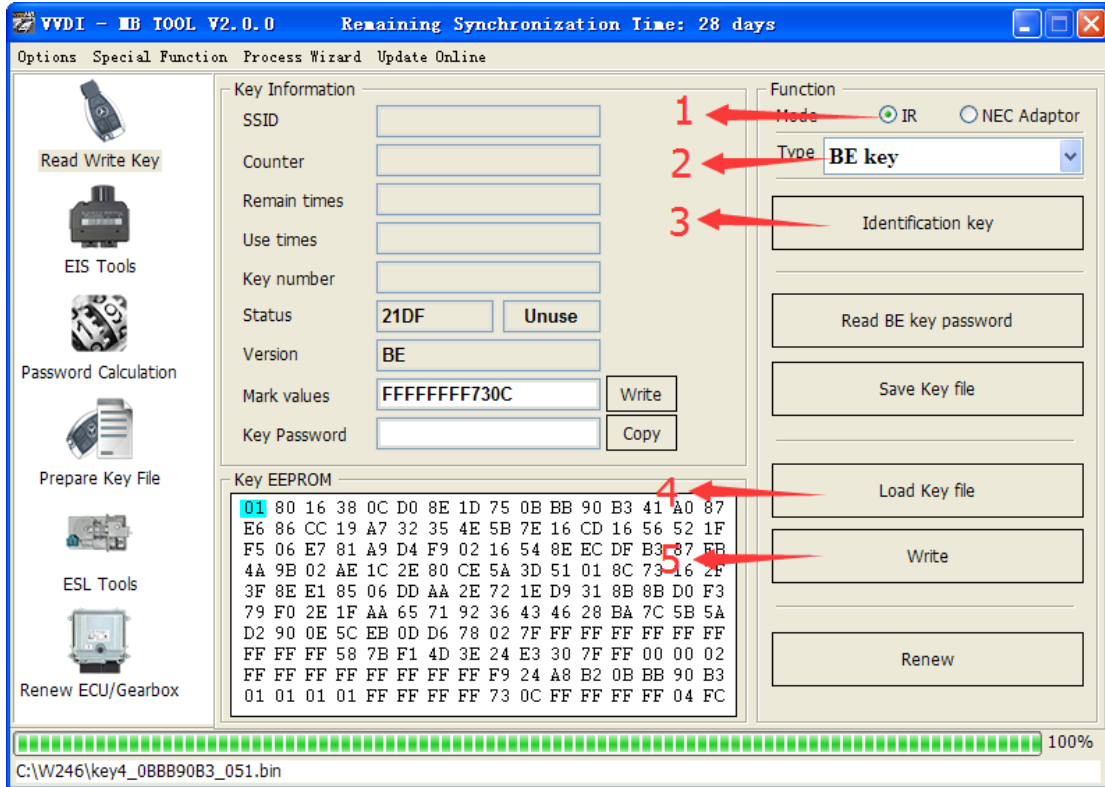 VVDI - MB TOOL V2.0.0 Remaining Synchronization Time: 28 days
Options Special Function Process Wizard Update Online
Read Write Key
EIS Tools
Password Calculation
Prepare Key File
ESL Tools
Renew ECU/Gearbox
Key Information
SSID
Counter
Remain times
Use times
Key number
Status 21DF Unuse
Version BE
Mark values FFFFFFFF730C Write
Key Password Copy
Key EEPROM
01 80 16 38 0C D0 8E 1D 75 0B BB 90 B3 41 A0 87
E6 86 CC 19 A7 32 35 4E 5B 7E 16 CD 16 56 52 1F
F5 06 E7 81 A9 D4 F9 02 16 54 8E EC DF B3 87 EB
4A 9B 02 AE 1C 2E 80 CE 5A 3D 51 01 8C 73 16 2F
3F 8E E1 85 06 DD AA 2E 72 1E D9 31 8B 8B D0 F3
79 F0 2E 1F AA 65 71 92 36 43 46 28 BA 7C 5B 5A
D2 90 0E 5C EB 0D D6 78 02 7F FF FF FF FF FF FF
FF FF FF 58 7B F1 4D 3E 24 E3 30 7F FF 00 00 02
FF FF FF FF FF FF FF F9 24 A8 B2 0B BB 90 B3
01 01 01 01 FF FF FF FF 73 0C FF FF FF FF 04 FC
Function
1 Mode IR NEC Adaptor
2 Type BE key
3 Identification key
Read BE key password
Save Key file
4 Load Key file
5 Write
Renew
100%
C:\W246\key4_0BBB90B3_051.bin